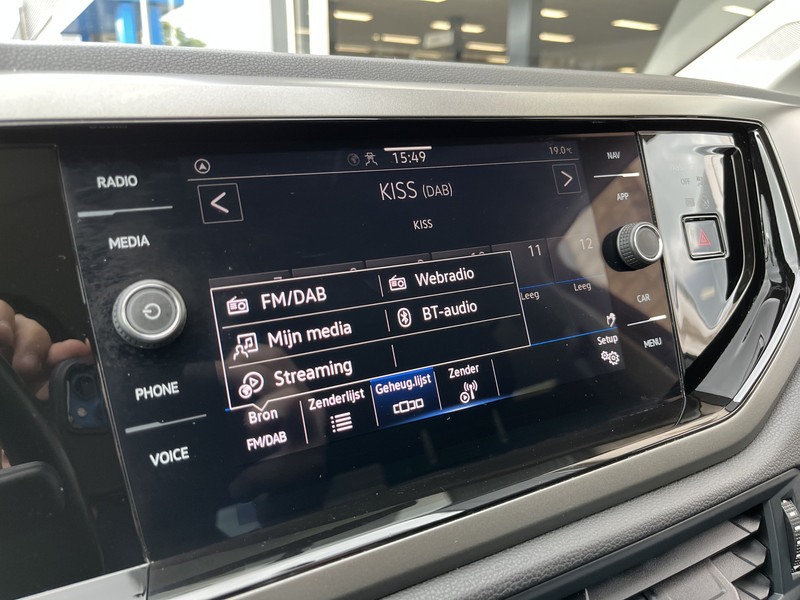 RADIO
MEDIA
PHONE
VOICE
15:49
19.0°C
KISS (DAB)
KISS
11
12
Leeg
Leeg
FM/DAB
Webradio
Mijn media
BT-audio
Streaming
Bron
FM/DAB
Zenderlijst
Geheug.lijst
Zender
Setup
NAV
APP
CAR
MENU